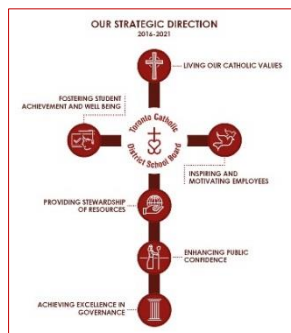 OUR STRATEGIC DIRECTION
2016-2021
LIVING OUR CATHOLIC VALUES
FOSTERING STUDENT
ACHIEVEMENT AND WELL BEING
Toronto Catholic
District School Board
INSPIRING AND
MOTIVATING EMPLOYEES
PROVIDING STEWARDSHIP
OF RESOURCES
ENHANCING PUBLIC
CONFIDENCE
ACHIEVING EXCELLENCE IN
GOVERNANCE